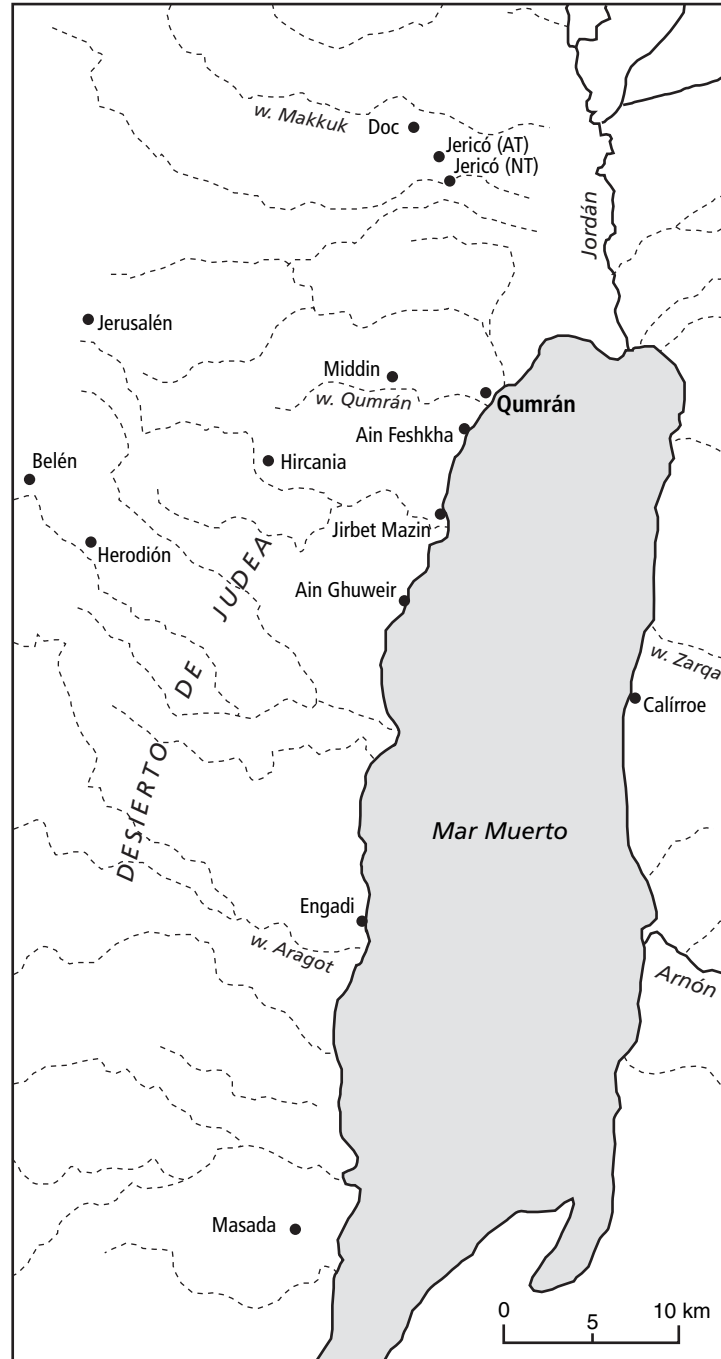 w. Makkuk
Doc
Jericó (AT)
Jericó (NT)
Jordán
Jerusalén
Middin
w. Qumrán
Qumrán
Ain Feshkha
Belén
Hircania
Jirbet Mazin
Herodión
Ain Ghuweir
DESIERTO DE JUDEA
w. Zarqa
Calírroe
Mar Muerto
Engadi
w. Aragot
Arnón
Masada
0 5 10 km